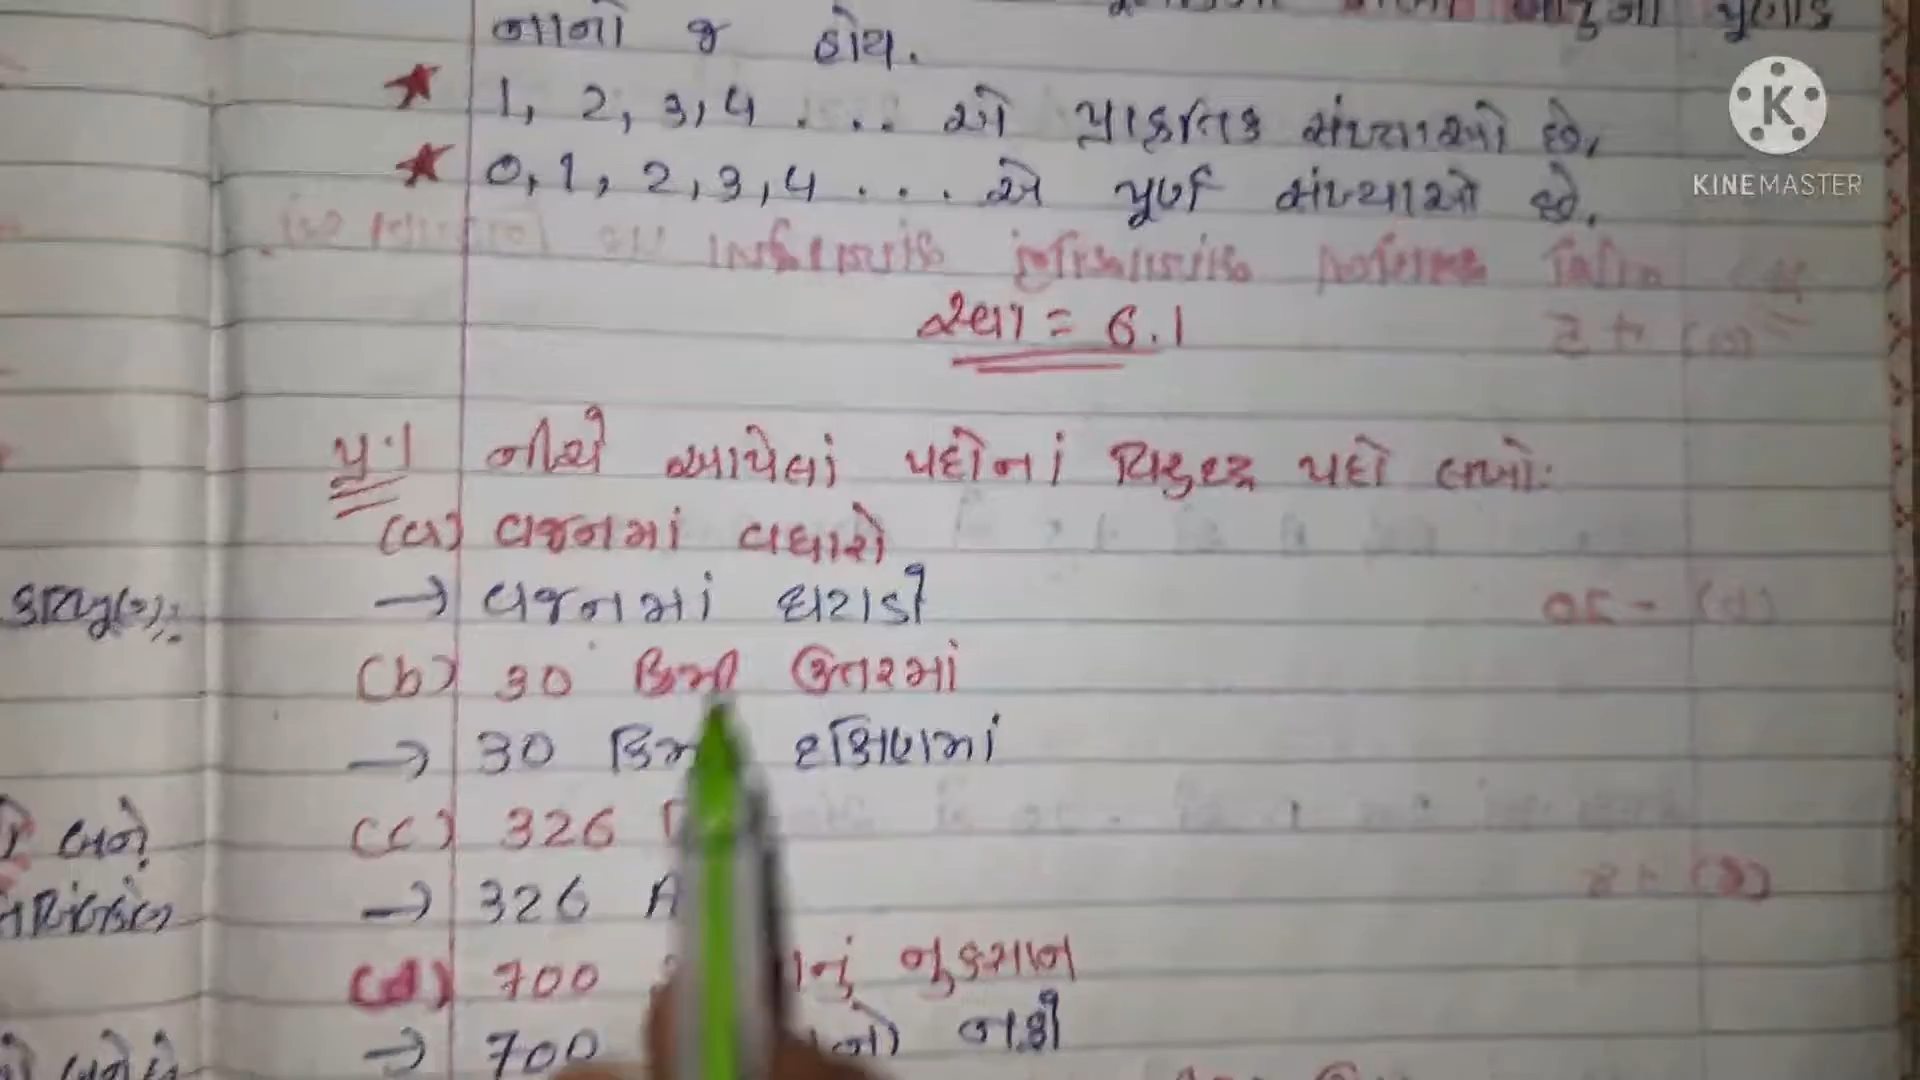 નાનો જ હોય.
★ 1, 2, 3, 4 . . . એ પ્રાકૃતિક સંખ્યાઓ છે.
★ 0, 1, 2, 3, 4 . . . એ પૂર્ણ સંખ્યાઓ છે.
સ્વા = 6.1
પ્ર.1 નીચે આપેલાં પદોનાં વિરુદ્ધ પદો લખો:
(a) વજનમાં વધારો
→ વજનમાં ઘટાડો
(b) 30 કિમી ઉત્તરમાં
→ 30 કિમી દક્ષિણમાં
(c) 326
→ 326
(d) 700 નુકસાન
→ 700 નફો
K
KINEMASTER